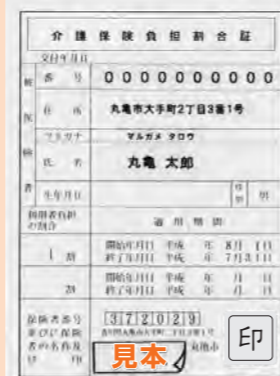 介護保険負担割合証
交付年月日
番号 0000000000
被保険者
住所 丸亀市大手町2丁目3番1号
フリガナ マルガメ タロウ
氏名 丸亀 太郎
生年月日 性別 男
利用者負担の割合 適用期間
1割 開始年月日 平成 年 8月 1日
終了年月日 平成 年 7月31日
2割 開始年月日 平成 年 月 日
終了年月日 平成 年 月 日
保険者番号 372029
並びに保険
者の名称及 丸亀市
び印 見本 印